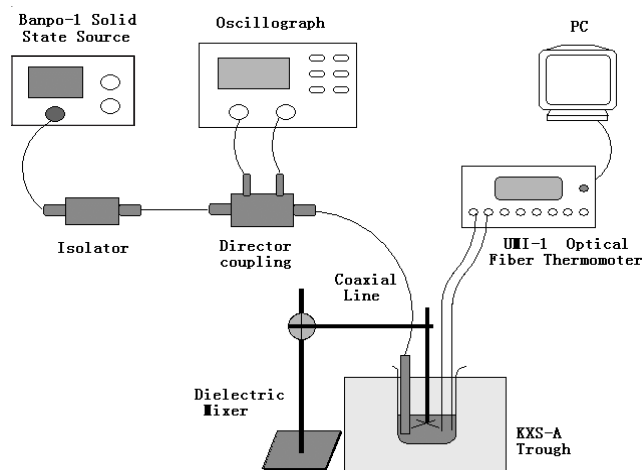 Banpo-1 Solid
State Source
Oscillograph
PC
Isolator
Director
coupling
UMI-1 Optical
Fiber Thermometer
Coaxial
Line
Dielectric
Mixer
KXS-A
Trough